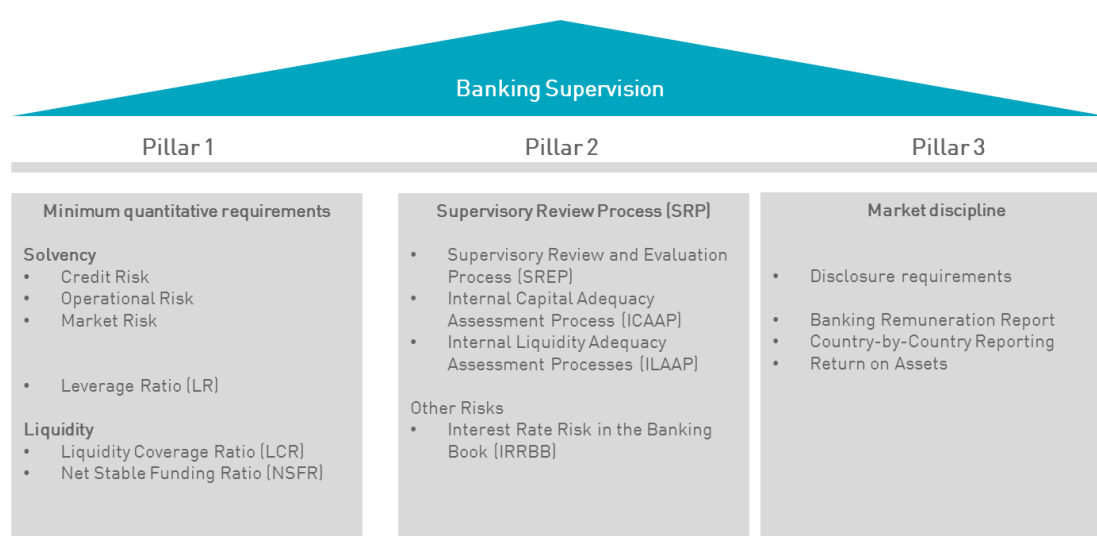 Banking Supervision
Pillar 1
Pillar 2
Pillar 3
Minimum quantitative requirements
Solvency
• Credit Risk
• Operational Risk
• Market Risk
• Leverage Ratio (LR)
Liquidity
• Liquidity Coverage Ratio (LCR)
• Net Stable Funding Ratio (NSFR)
Supervisory Review Process (SRP)
• Supervisory Review and Evaluation
Process (SREP)
• Internal Capital Adequacy
Assessment Process (ICAAP)
• Internal Liquidity Adequacy
Assessment Processes (ILAAP)
Other Risks
• Interest Rate Risk in the Banking
Book (IRRBB)
Market discipline
• Disclosure requirements
• Banking Remuneration Report
• Country-by-Country Reporting
• Return on Assets